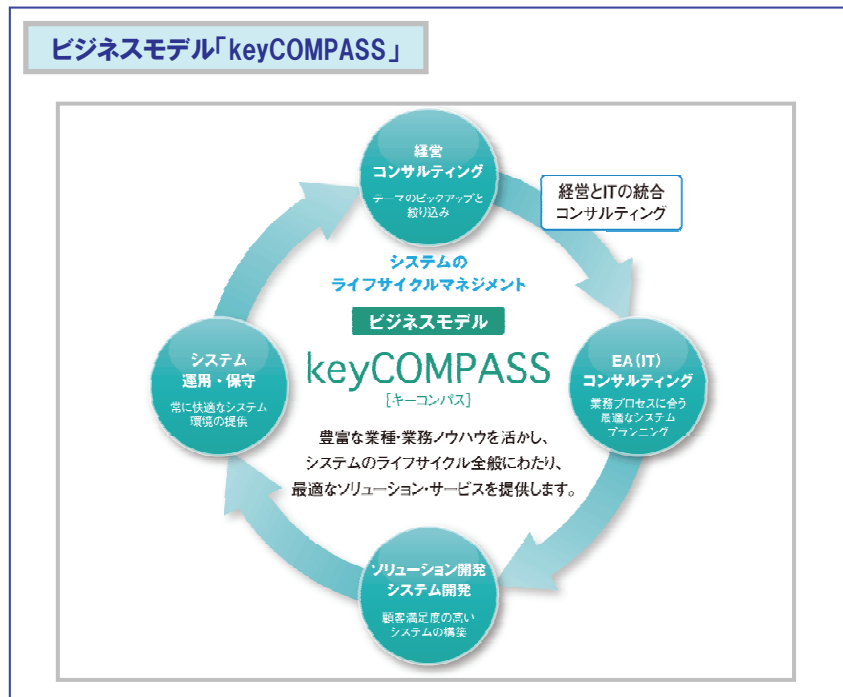 ビジネスモデル「keyCOMPASS」
経営
コンサルティング
テーマのピックアップと
絞り込み
経営とITの統合
コンサルティング
システムの
ライフサイクルマネジメント
ビジネスモデル
keyCOMPASS
[キーコンパス]
豊富な業種・業務ノウハウを活かし、
システムのライフサイクル全般にわたり、
最適なソリューション・サービスを提供します。
システム
運用・保守
常に快適なシステム
環境の提供
EA(IT)
コンサルティング
業務プロセスに合う
最適なシステム
プランニング
ソリューション開発
システム開発
顧客満足度の高い
システムの構築